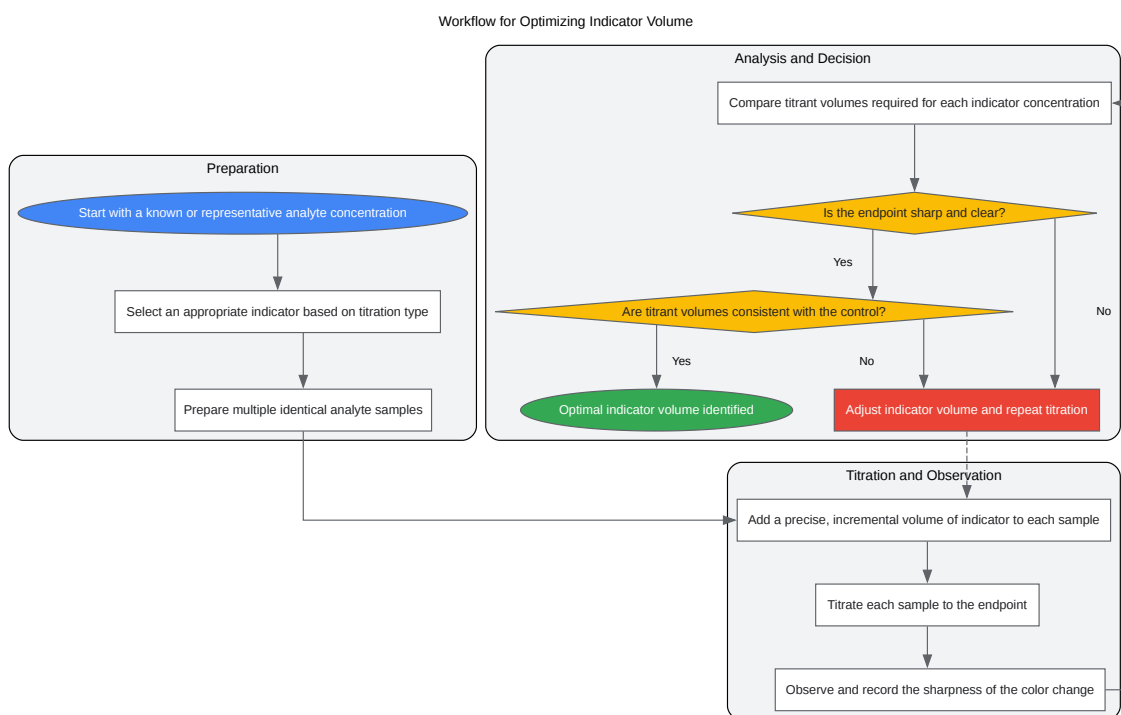 Workflow for Optimizing Indicator Volume
Preparation
Start with a known or representative analyte concentration
Select an appropriate indicator based on titration type
Prepare multiple identical analyte samples
Analysis and Decision
Compare titrant volumes required for each indicator concentration
Is the endpoint sharp and clear?
Yes
No
Are titrant volumes consistent with the control?
Yes
No
Optimal indicator volume identified
Adjust indicator volume and repeat titration
Titration and Observation
Add a precise, incremental volume of indicator to each sample
Titrate each sample to the endpoint
Observe and record the sharpness of the color change